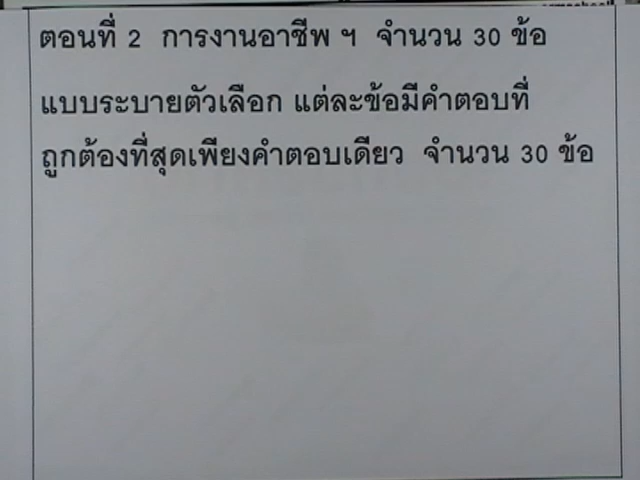 ตอนที่ 2 การงานอาชีพ ฯ จำนวน 30 ข้อ
แบบระบายตัวเลือก แต่ละข้อมีคำตอบที่
ถูกต้องที่สุดเพียงคำตอบเดียว จำนวน 30 ข้อ